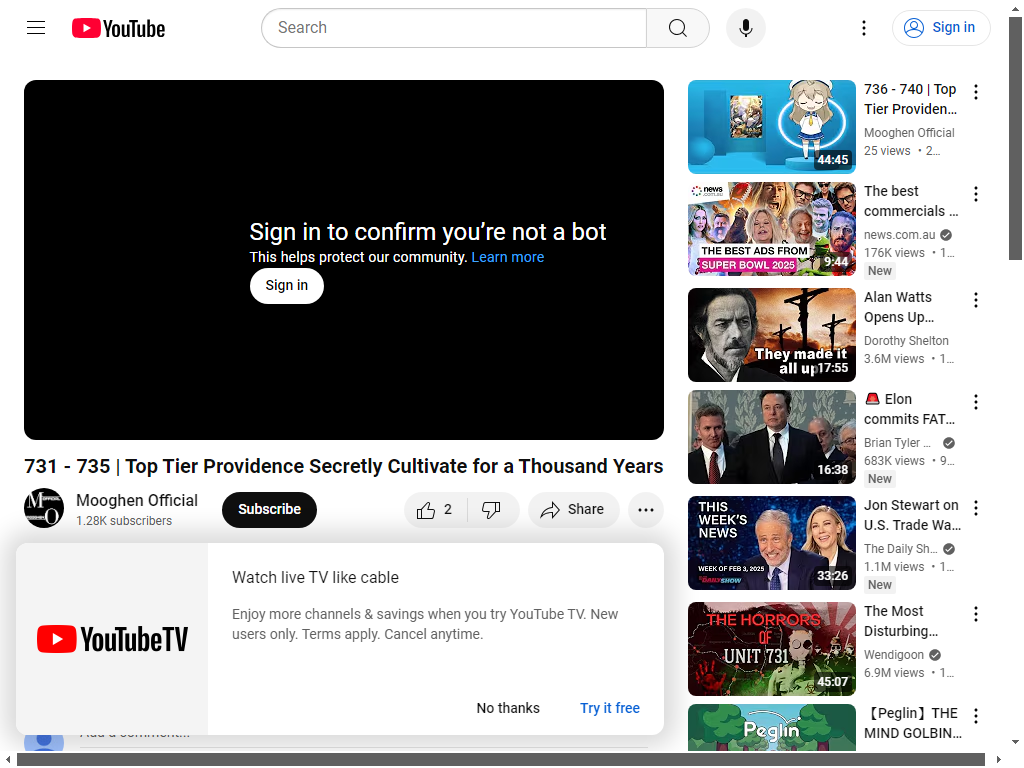 YouTube
Search
Sign in
Sign in to confirm you're not a bot
This helps protect our community. Learn more
Sign in
731 - 735 | Top Tier Providence Secretly Cultivate for a Thousand Years
Mooghen Official
1.28K subscribers
Subscribe
2
Share
YouTubeTV
Watch live TV like cable
Enjoy more channels & savings when you try YouTube TV. New
users only. Terms apply. Cancel anytime.
No thanks
Try it free
Add a comment...
44:45
736 - 740 | Top
Tier Providen...
Mooghen Official
25 views • 2...
news
THE BEST ADS FROM
SUPER BOWL 2025
9:44
The best
commercials ...
news.com.au
176K views • 1...
New
They made it
all up
17:55
Alan Watts
Opens Up...
Dorothy Shelton
3.6M views • 1...
16:38
Elon
commits FAT...
Brian Tyler ...
683K views • 9...
New
THIS
WEEK'S
NEWS
WEEK OF FEB 3, 2025
DAILY SHOW
33:26
Jon Stewart on
U.S. Trade Wa...
The Daily Sh...
1.1M views • 1...
New
THE HORRORS
OF
UNIT 731
45:07
The Most
Disturbing...
Wendigoon
6.9M views • 1...
Peglin
【Peglin】THE
MIND GOLBIN...